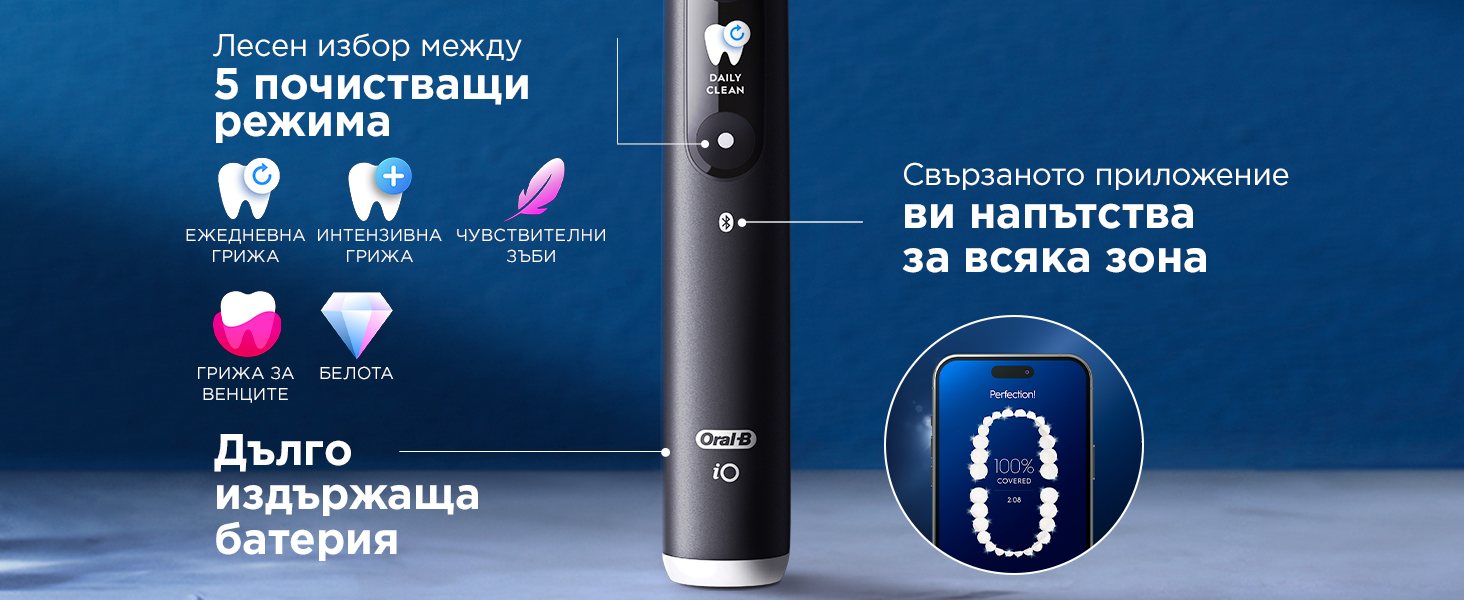 Лесен избор между
5 почистващи
режима
ЕЖЕДНЕВНА
ГРИЖА
ИНТЕНЗИВНА
ГРИЖА
ЧУВСТВИТЕЛНИ
ЗЪБИ
ГРИЖА ЗА
ВЕНЦИТЕ
БЕЛОТА
Дълго
издържаща
батерия
DAILY
CLEAN
Oral-B
iO
Свързаното приложение
ви напътства
за всяка зона
Perfection!
100%
COVERED
2:08